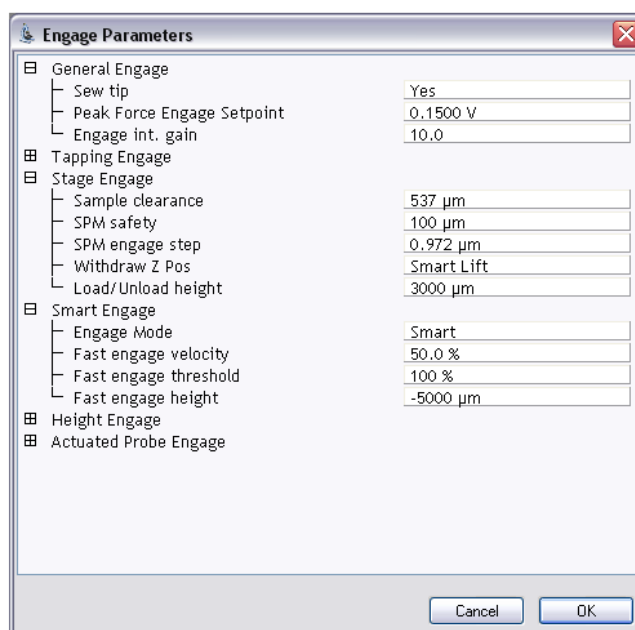 Engage Parameters
General Engage
Sew tip Yes
Peak Force Engage Setpoint 0.1500 V
Engage int. gain 10.0
Tapping Engage
Stage Engage
Sample clearance 537 µm
SPM safety 100 µm
SPM engage step 0.972 µm
Withdraw Z Pos Smart Lift
Load/Unload height 3000 µm
Smart Engage
Engage Mode Smart
Fast engage velocity 50.0 %
Fast engage threshold 100 %
Fast engage height -5000 µm
Height Engage
Actuated Probe Engage
Cancel OK